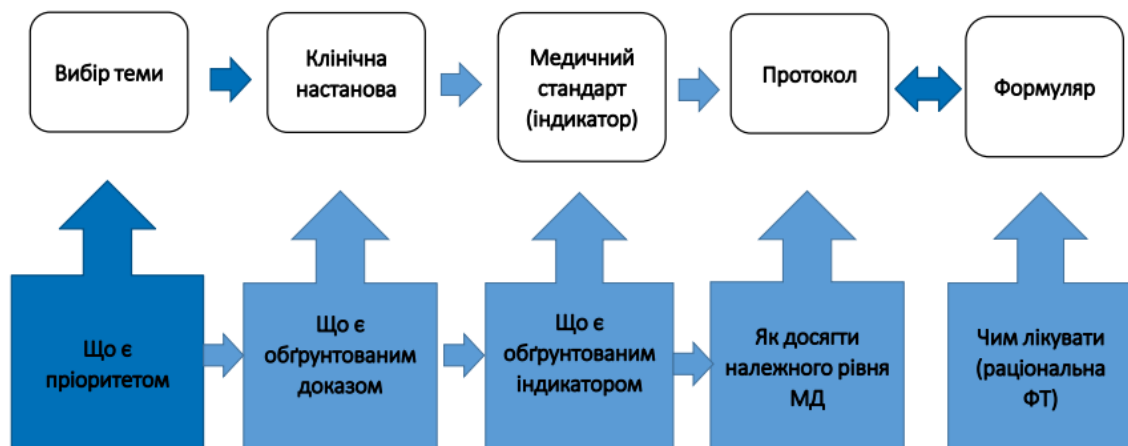 Вибір теми
Клінічна
настанова
Медичний
стандарт
(індикатор)
Протокол
Формуляр
Що є
пріоритетом
Що є
обґрунтованим
доказом
Що є
обґрунтованим
індикатором
Як досягти
належного рівня
МД
Чим лікувати
(раціональна
ФТ)